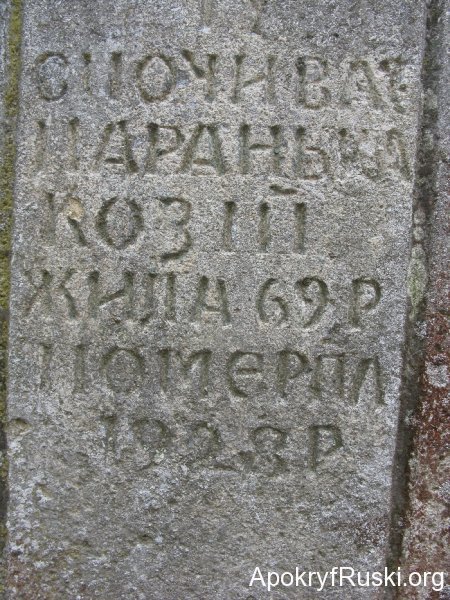 СПОЧИВАЄ
ПАРАНЬКА
КОЗІЙ
ЖИЛА 69 Р
ПОМЕРЛА
1928 Р
ApokryfRuski.org